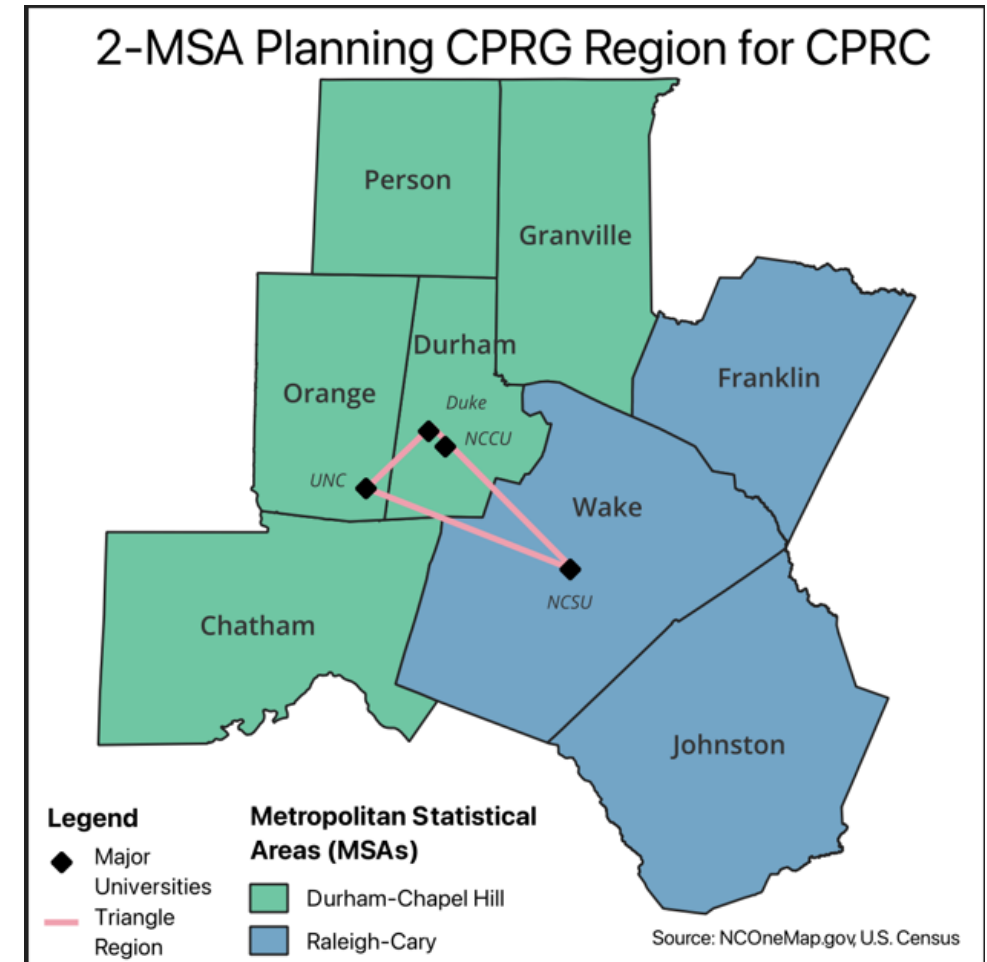 2-MSA Planning CPRG Region for CPRC
Person
Granville
Durham
Franklin
Orange
Duke
NCCU
UNC
Wake
NCSU
Chatham
Johnston
Legend
Major
Universities
Triangle
Region
Metropolitan Statistical
Areas (MSAs)
Durham-Chapel Hill
Raleigh-Cary
Source: NCOneMap.gov, U.S. Census